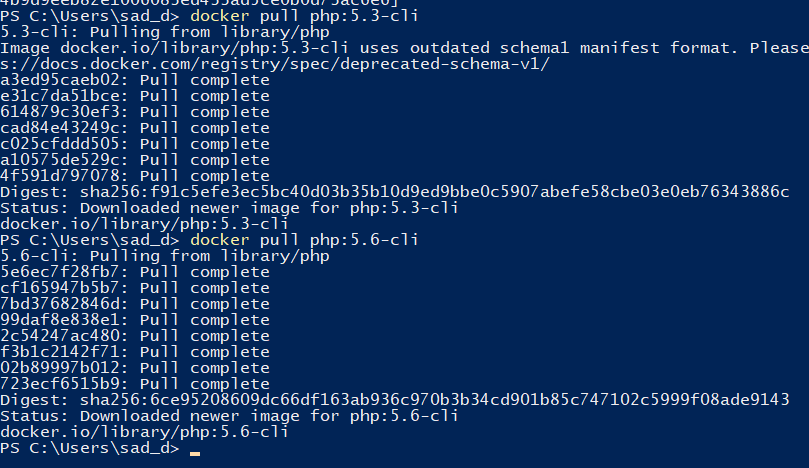 PS C:\Users\sad_d> docker pull php:5.3-cli
5.3-cli: Pulling from library/php
Image docker.io/library/php:5.3-cli uses outdated schema1 manifest format. Please
s://docs.docker.com/registry/spec/deprecated-schema-v1/
a3ed95caeb02: Pull complete
e31c7da51bce: Pull complete
614879c30ef3: Pull complete
cad84e43249c: Pull complete
c025cfddd505: Pull complete
a10575de529c: Pull complete
4f591d797078: Pull complete
Digest: sha256:f91c5efe3ec5bc40d03b35b10d9ed9bbe0c5907abefe58cbe03e0eb76343886c
Status: Downloaded newer image for php:5.3-cli
docker.io/library/php:5.3-cli
PS C:\Users\sad_d> docker pull php:5.6-cli
5.6-cli: Pulling from library/php
5e6ec7f28fb7: Pull complete
cf165947b5b7: Pull complete
7bd37682846d: Pull complete
99daf8e838e1: Pull complete
2c54247ac480: Pull complete
f3b1c2142f71: Pull complete
02b89997b012: Pull complete
723ecf6515b9: Pull complete
Digest: sha256:6ce95208609dc66df163ab936c970b3b34cd901b85c747102c5999f08ade9143
Status: Downloaded newer image for php:5.6-cli
docker.io/library/php:5.6-cli
PS C:\Users\sad_d>